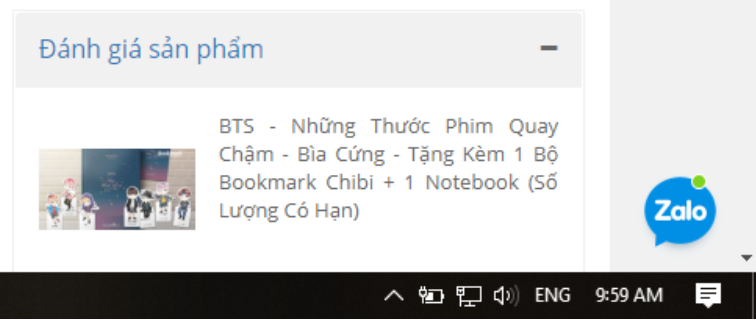 Đánh giá sản phẩm
BTS - Những Thước Phim Quay
Chậm - Bìa Cứng - Tặng Kèm 1 Bộ
Bookmark Chibi + 1 Notebook (Số
Lượng Có Hạn)
Zalo
ENG 9:59 AM